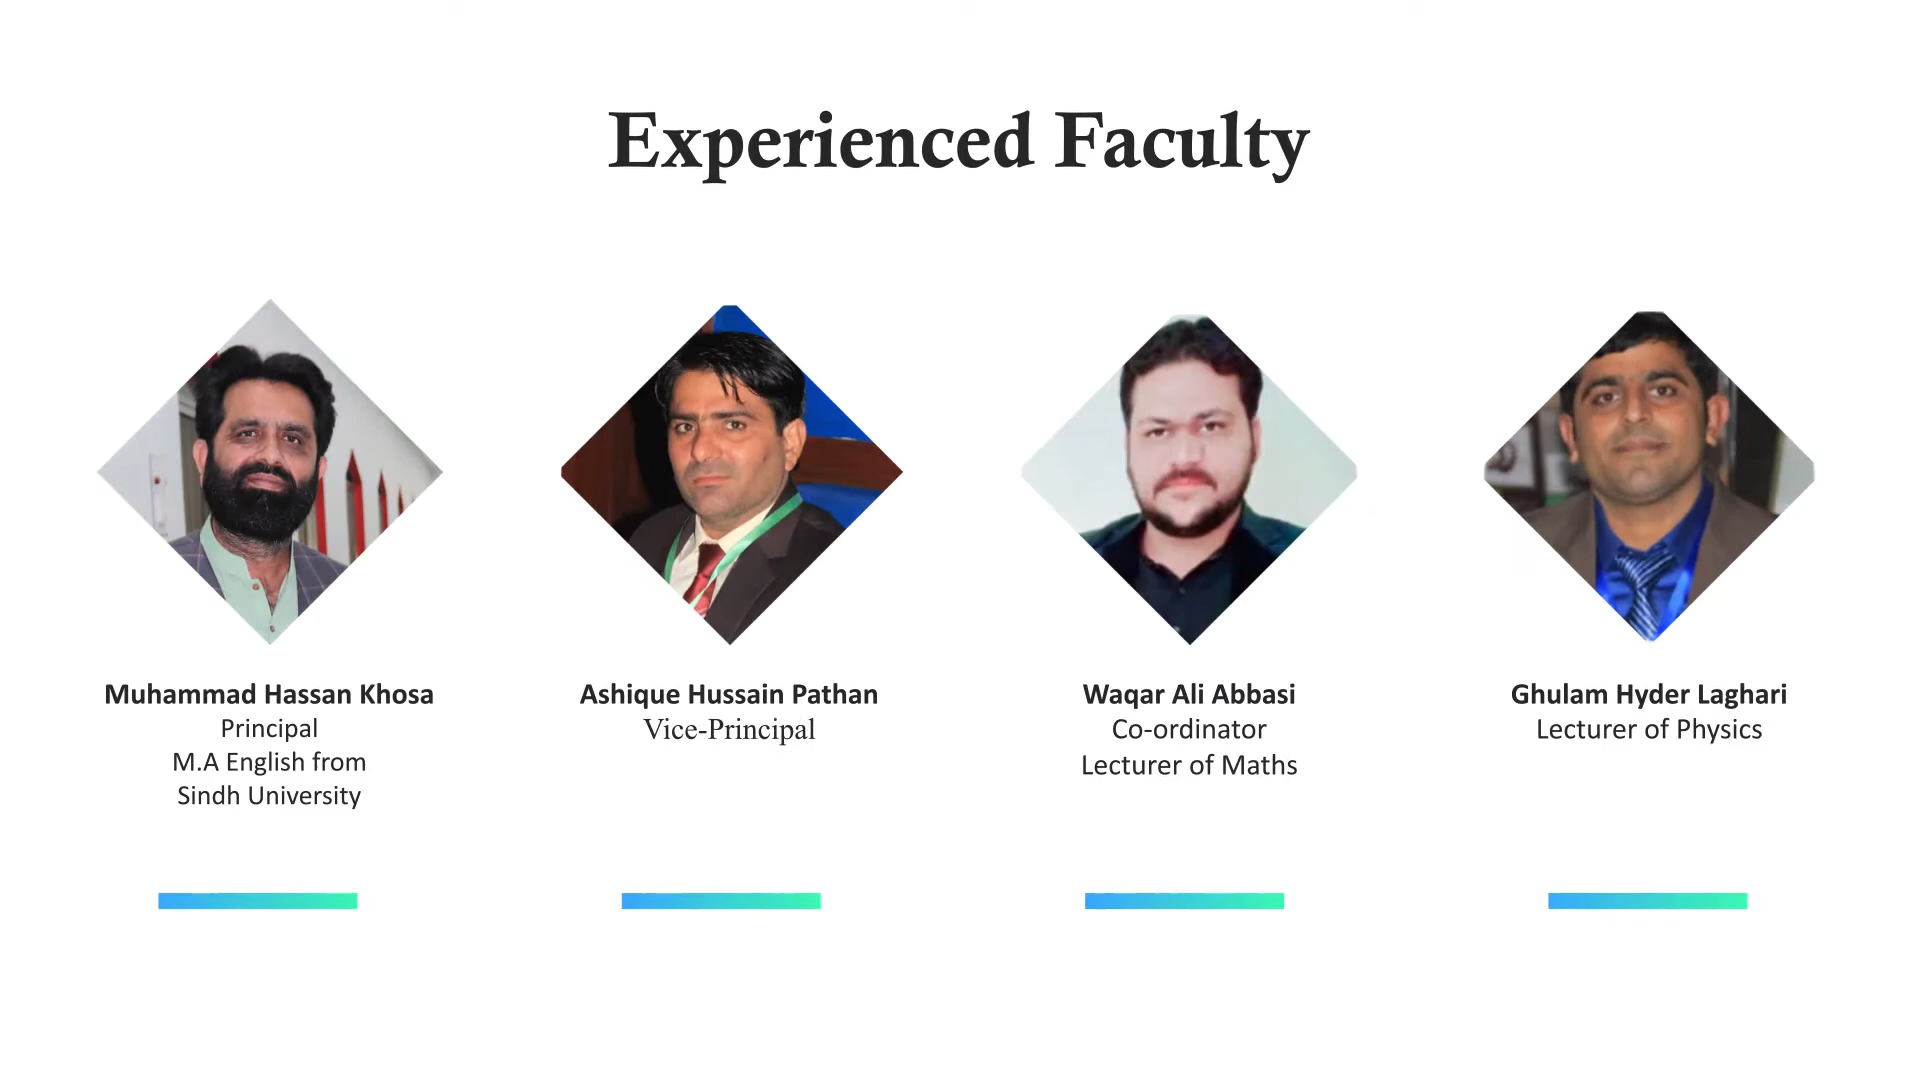 Experienced Faculty
Muhammad Hassan Khosa
Principal
M.A English from
Sindh University
Ashique Hussain Pathan
Vice-Principal
Waqar Ali Abbasi
Co-ordinator
Lecturer of Maths
Ghulam Hyder Laghari
Lecturer of Physics